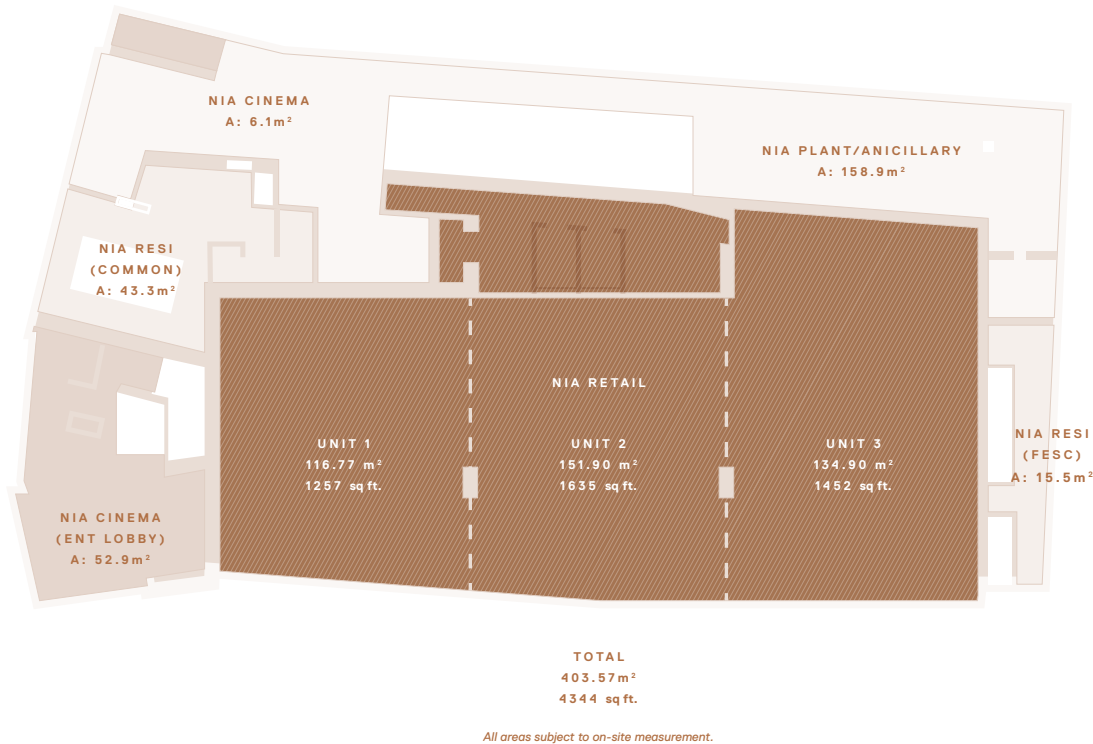 NIA CINEMA
A: 6.1m²
NIA PLANT/ANICILLARY
A: 158.9m²
NIA RESI
(COMMON)
A: 43.3m²
NIA RETAIL
UNIT 1
116.77 m²
1257 sq ft.
UNIT 2
151.90 m²
1635 sq ft.
UNIT 3
134.90 m²
1452 sq ft.
NIA RESI
(FESC)
A: 15.5m²
NIA CINEMA
(ENT LOBBY)
A: 52.9m²
TOTAL
403.57m²
4344 sq ft.
All areas subject to on-site measurement.